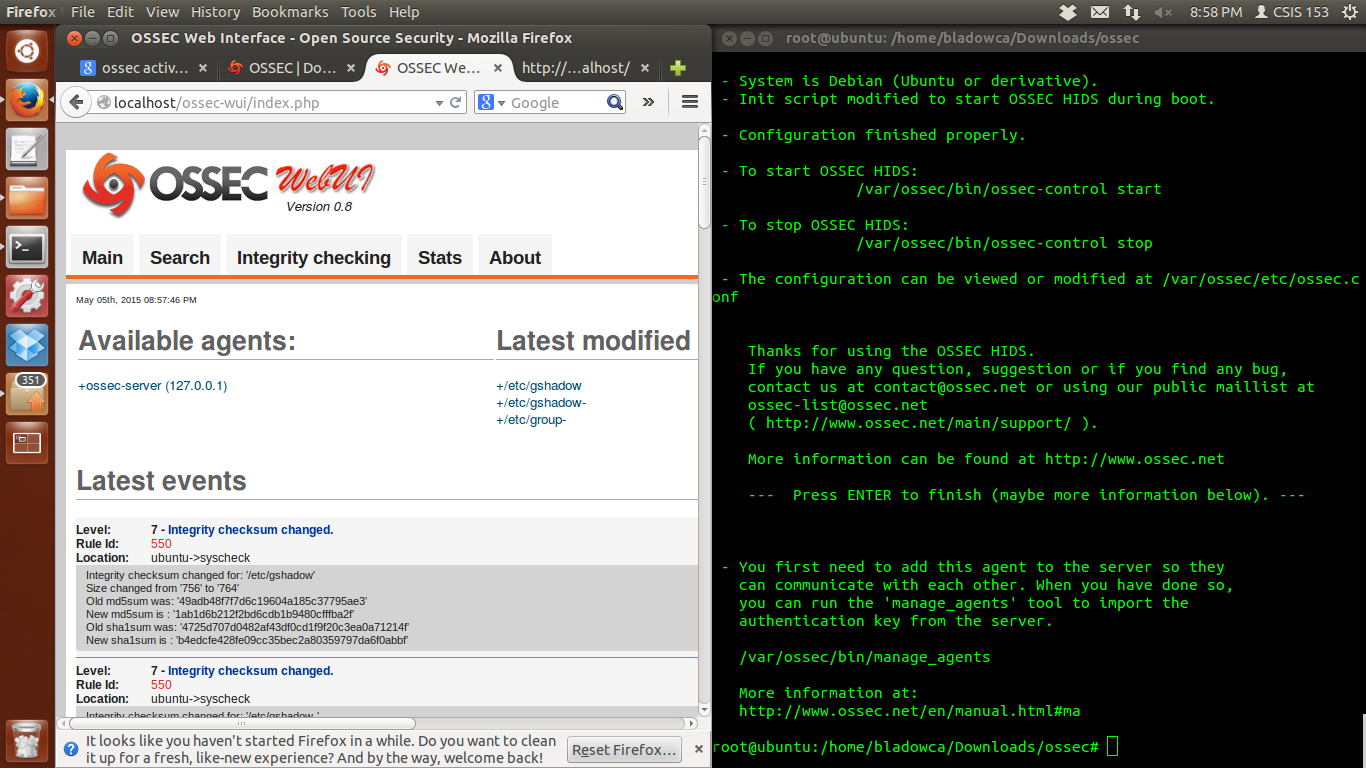 Firefox File Edit View History Bookmarks Tools Help 8:58 PM CSIS 153
OSSEC Web Interface - Open Source Security - Mozilla Firefox
ossec activ... OSSEC | Do... OSSEC We... http://...alhost/
localhost/ossec-wui/index.php Google
OSSEC WebUI
Version 0.8
Main Search Integrity checking Stats About
May 05th, 2015 08:57:46 PM
Available agents: Latest modified
+ossec-server (127.0.0.1) +/etc/gshadow
+/etc/gshadow-
+/etc/group-
351
Latest events
Level: 7 - Integrity checksum changed.
Rule Id: 550
Location: ubuntu->syscheck
Integrity checksum changed for: '/etc/gshadow'
Size changed from '756' to '764'
Old md5sum was: '49adb48f7f7d6c19604a185c37795ae3'
New md5sum is : '1ab1d6b212f2bd6cdb1b9480cfffba2f'
Old sha1sum was: '4725d707d0482af43df0cd1f9f20c3ea0a71214f'
New sha1sum is : 'b4edcfe428fe09cc35bec2a80359797da6f0abbf'
Level: 7 - Integrity checksum changed.
Rule Id: 550
Location: ubuntu->syscheck
Integrity checksum changed for: '/etc/gshadow-'
It looks like you haven't started Firefox in a while. Do you want to clean
it up for a fresh, like-new experience? And by the way, welcome back!
Reset Firefox...
root@ubuntu: /home/bladowca/Downloads/ossec
- System is Debian (Ubuntu or derivative).
- Init script modified to start OSSEC HIDS during boot.
- Configuration finished properly.
- To start OSSEC HIDS:
/var/ossec/bin/ossec-control start
- To stop OSSEC HIDS:
/var/ossec/bin/ossec-control stop
- The configuration can be viewed or modified at /var/ossec/etc/ossec.c
onf
Thanks for using the OSSEC HIDS.
If you have any question, suggestion or if you find any bug,
contact us at contact@ossec.net or using our public maillist at
ossec-list@ossec.net
( http://www.ossec.net/main/support/ ).
More information can be found at http://www.ossec.net
--- Press ENTER to finish (maybe more information below). ---
- You first need to add this agent to the server so they
can communicate with each other. When you have done so,
you can run the 'manage_agents' tool to import the
authentication key from the server.
/var/ossec/bin/manage_agents
More information at:
http://www.ossec.net/en/manual.html#ma
root@ubuntu:/home/bladowca/Downloads/ossec#